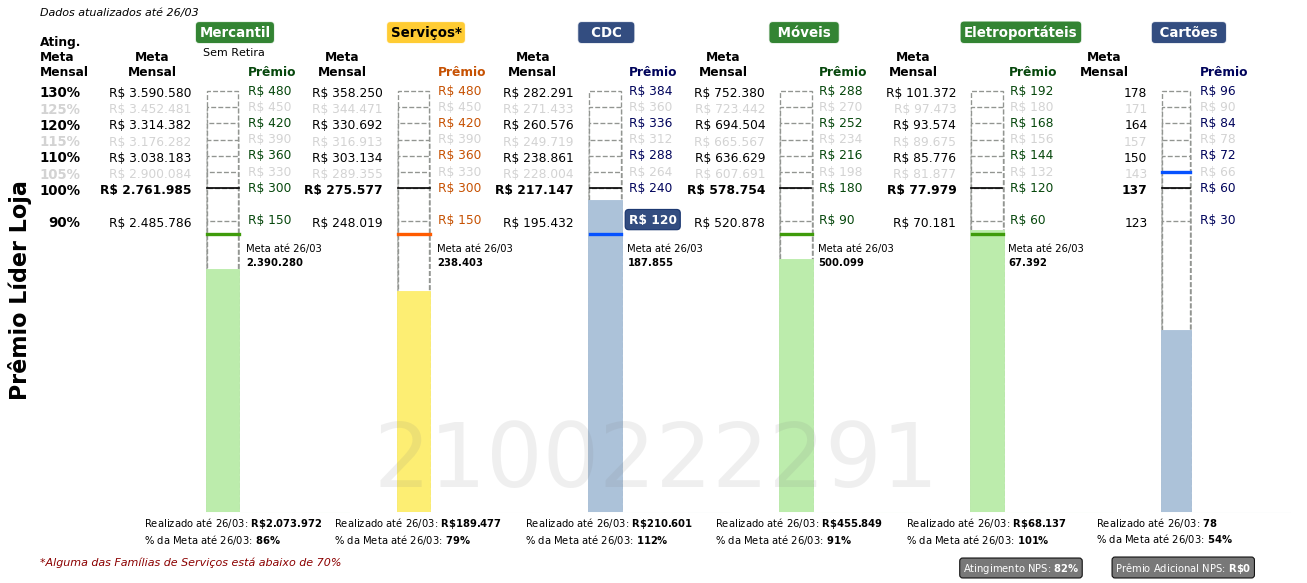 Dados atualizados até 26/03
Mercantil Serviços* CDC Móveis Eletroportáteis Cartões
Sem Retira
Ating. Meta Mensal
Meta Mensal Prêmio Meta Mensal Prêmio Meta Mensal Prêmio Meta Mensal Prêmio Meta Mensal Prêmio Meta Mensal Prêmio
130% R$ 3.590.580 R$ 480 R$ 358.250 R$ 480 R$ 282.291 R$ 384 R$ 752.380 R$ 288 R$ 101.372 R$ 192 178 R$ 96
125% R$ 3.452.481 R$ 450 R$ 344.471 R$ 450 R$ 271.433 R$ 360 R$ 723.442 R$ 270 R$ 97.473 R$ 180 171 R$ 90
120% R$ 3.314.382 R$ 420 R$ 330.692 R$ 420 R$ 260.576 R$ 336 R$ 694.504 R$ 252 R$ 93.574 R$ 168 164 R$ 84
115% R$ 3.176.282 R$ 390 R$ 316.913 R$ 390 R$ 249.719 R$ 312 R$ 665.567 R$ 234 R$ 89.675 R$ 156 157 R$ 78
110% R$ 3.038.183 R$ 360 R$ 303.134 R$ 360 R$ 238.861 R$ 288 R$ 636.629 R$ 216 R$ 85.776 R$ 144 150 R$ 72
105% R$ 2.900.084 R$ 330 R$ 289.355 R$ 330 R$ 228.004 R$ 264 R$ 607.691 R$ 198 R$ 81.877 R$ 132 143 R$ 66
100% R$ 2.761.985 R$ 300 R$ 275.577 R$ 300 R$ 217.147 R$ 240 R$ 578.754 R$ 180 R$ 77.979 R$ 120 137 R$ 60
90% R$ 2.485.786 R$ 150 R$ 248.019 R$ 150 R$ 195.432 R$ 120 R$ 520.878 R$ 90 R$ 70.181 R$ 60 123 R$ 30
Meta até 26/03 Meta até 26/03 Meta até 26/03 Meta até 26/03 Meta até 26/03
2.390.280 238.403 187.855 500.099 67.392
Prêmio Líder Loja
2100222291
Realizado até 26/03: R$2.073.972 Realizado até 26/03: R$189.477 Realizado até 26/03: R$210.601 Realizado até 26/03: R$455.849 Realizado até 26/03: R$68.137 Realizado até 26/03: 78
% da Meta até 26/03: 86% % da Meta até 26/03: 79% % da Meta até 26/03: 112% % da Meta até 26/03: 91% % da Meta até 26/03: 101% % da Meta até 26/03: 54%
*Alguma das Famílias de Serviços está abaixo de 70%
Atingimento NPS: 82% Prêmio Adicional NPS: R$0